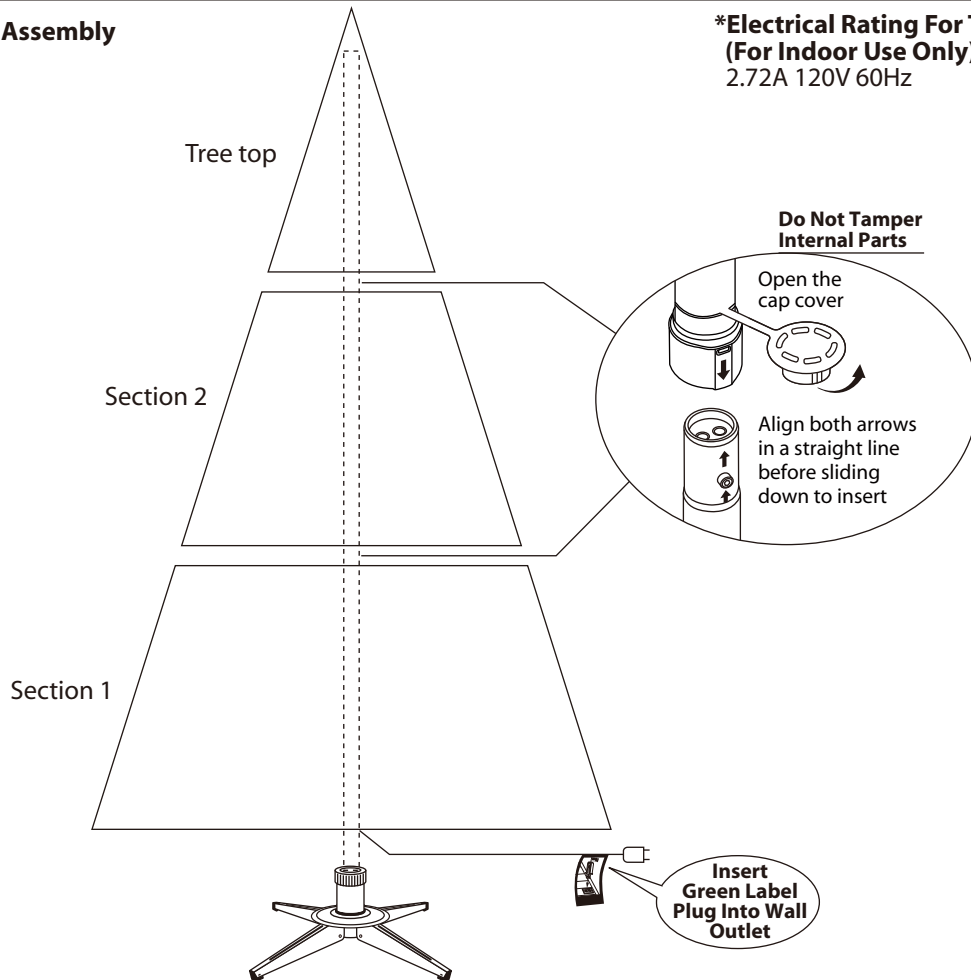 Assembly
*Electrical Rating For
(For Indoor Use Only)
2.72A 120V 60Hz
Tree top
Do Not Tamper
Internal Parts
Open the
cap cover
Section 2
Align both arrows
in a straight line
before sliding
down to insert
Section 1
Insert
Green Label
Plug Into Wall
Outlet